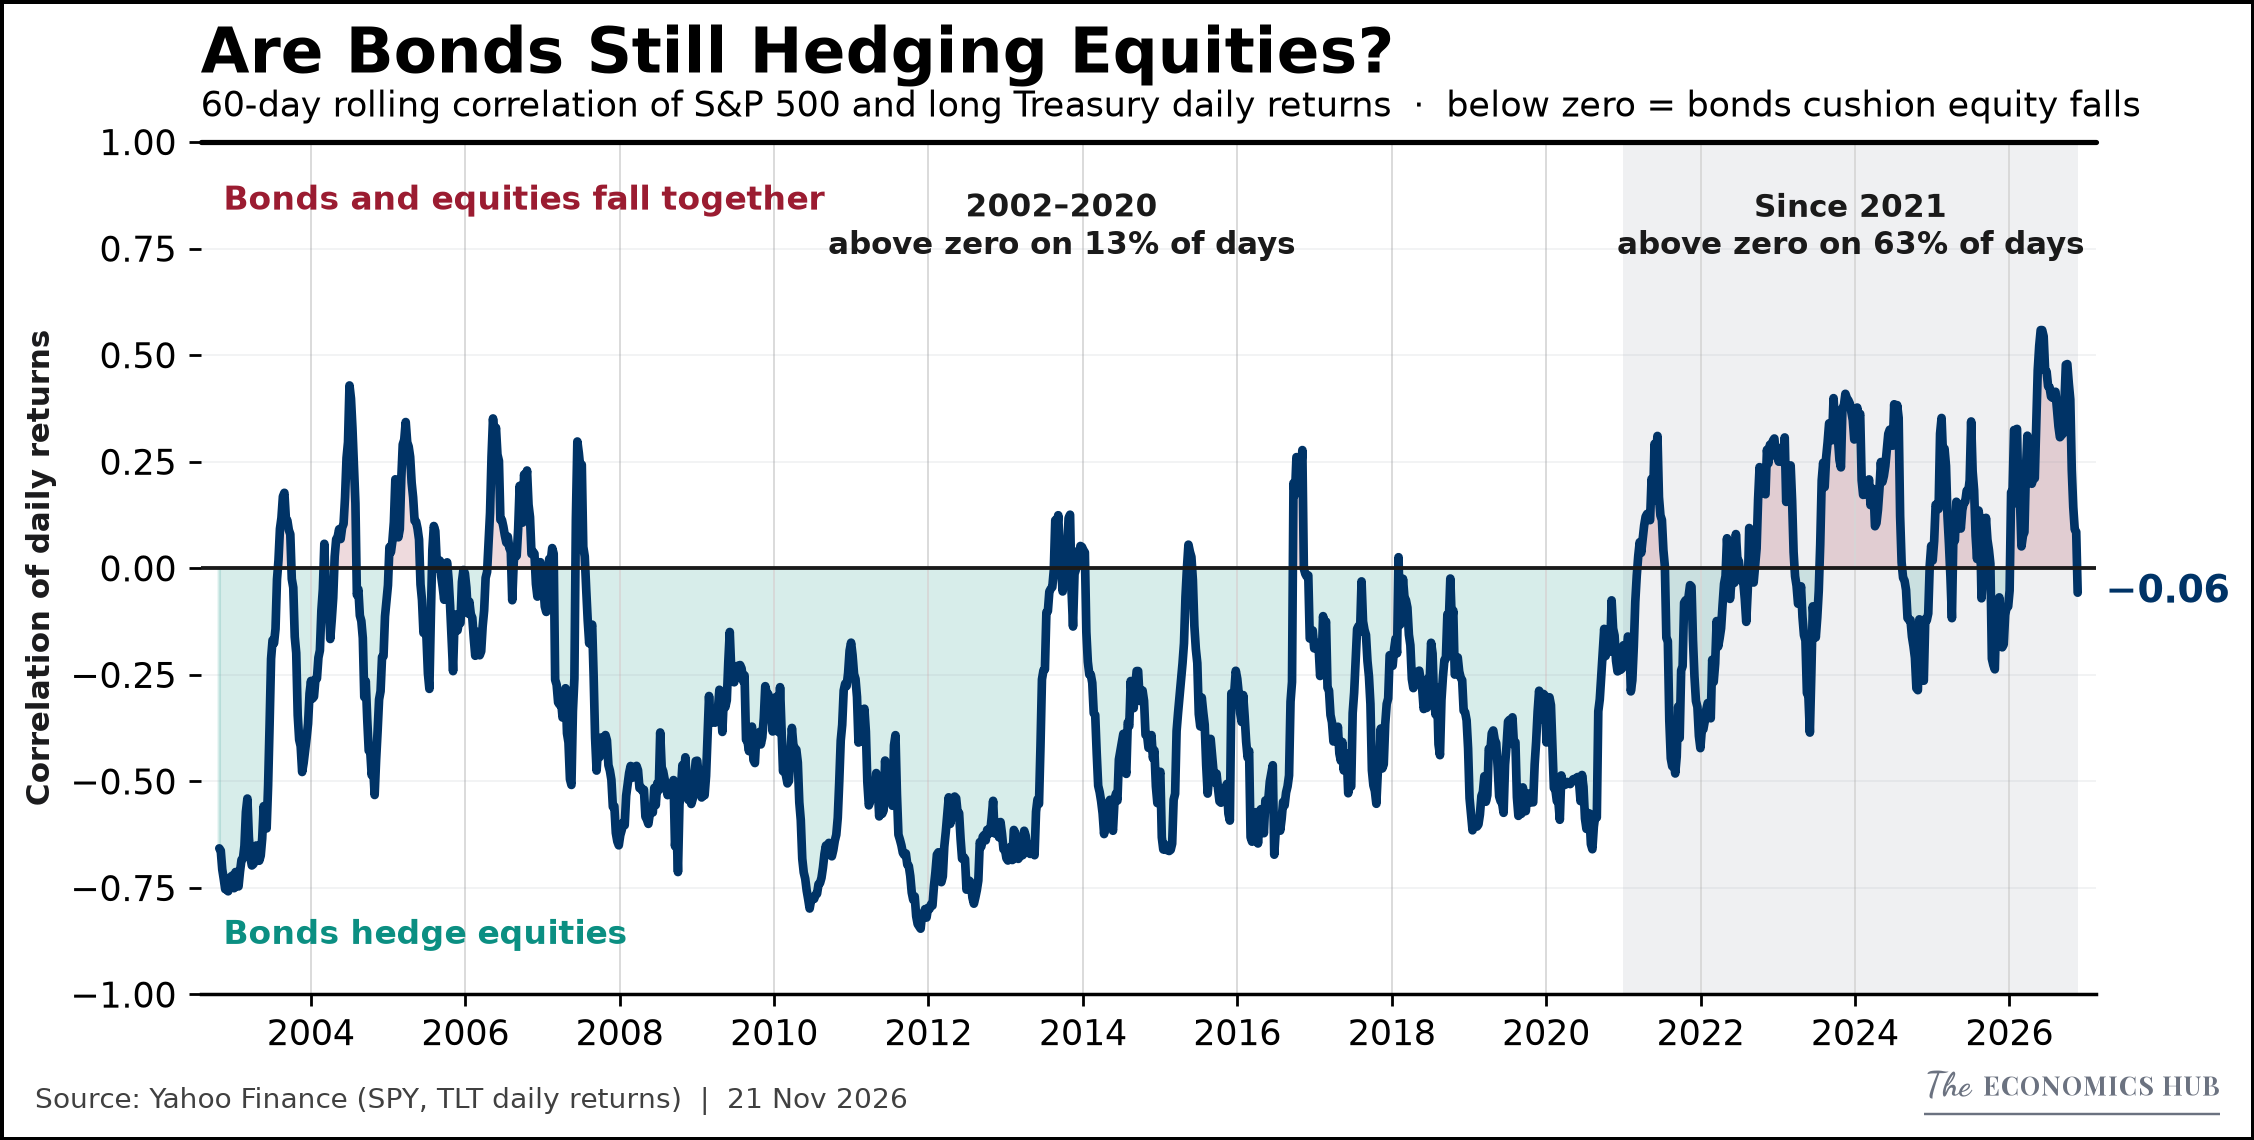 Are Bonds Still Hedging Equities?
60-day rolling correlation of S&P 500 and long Treasury daily returns · below zero = bonds cushion equity falls
Correlation of daily returns
1.00
0.75
0.50
0.25
0.00
−0.25
−0.50
−0.75
−1.00
Bonds and equities fall together
2002–2020
above zero on 13% of days
Since 2021
above zero on 63% of days
−0.06
Bonds hedge equities
2004 2006 2008 2010 2012 2014 2016 2018 2020 2022 2024 2026
Source: Yahoo Finance (SPY, TLT daily returns) | 21 Nov 2026
The ECONOMICS HUB